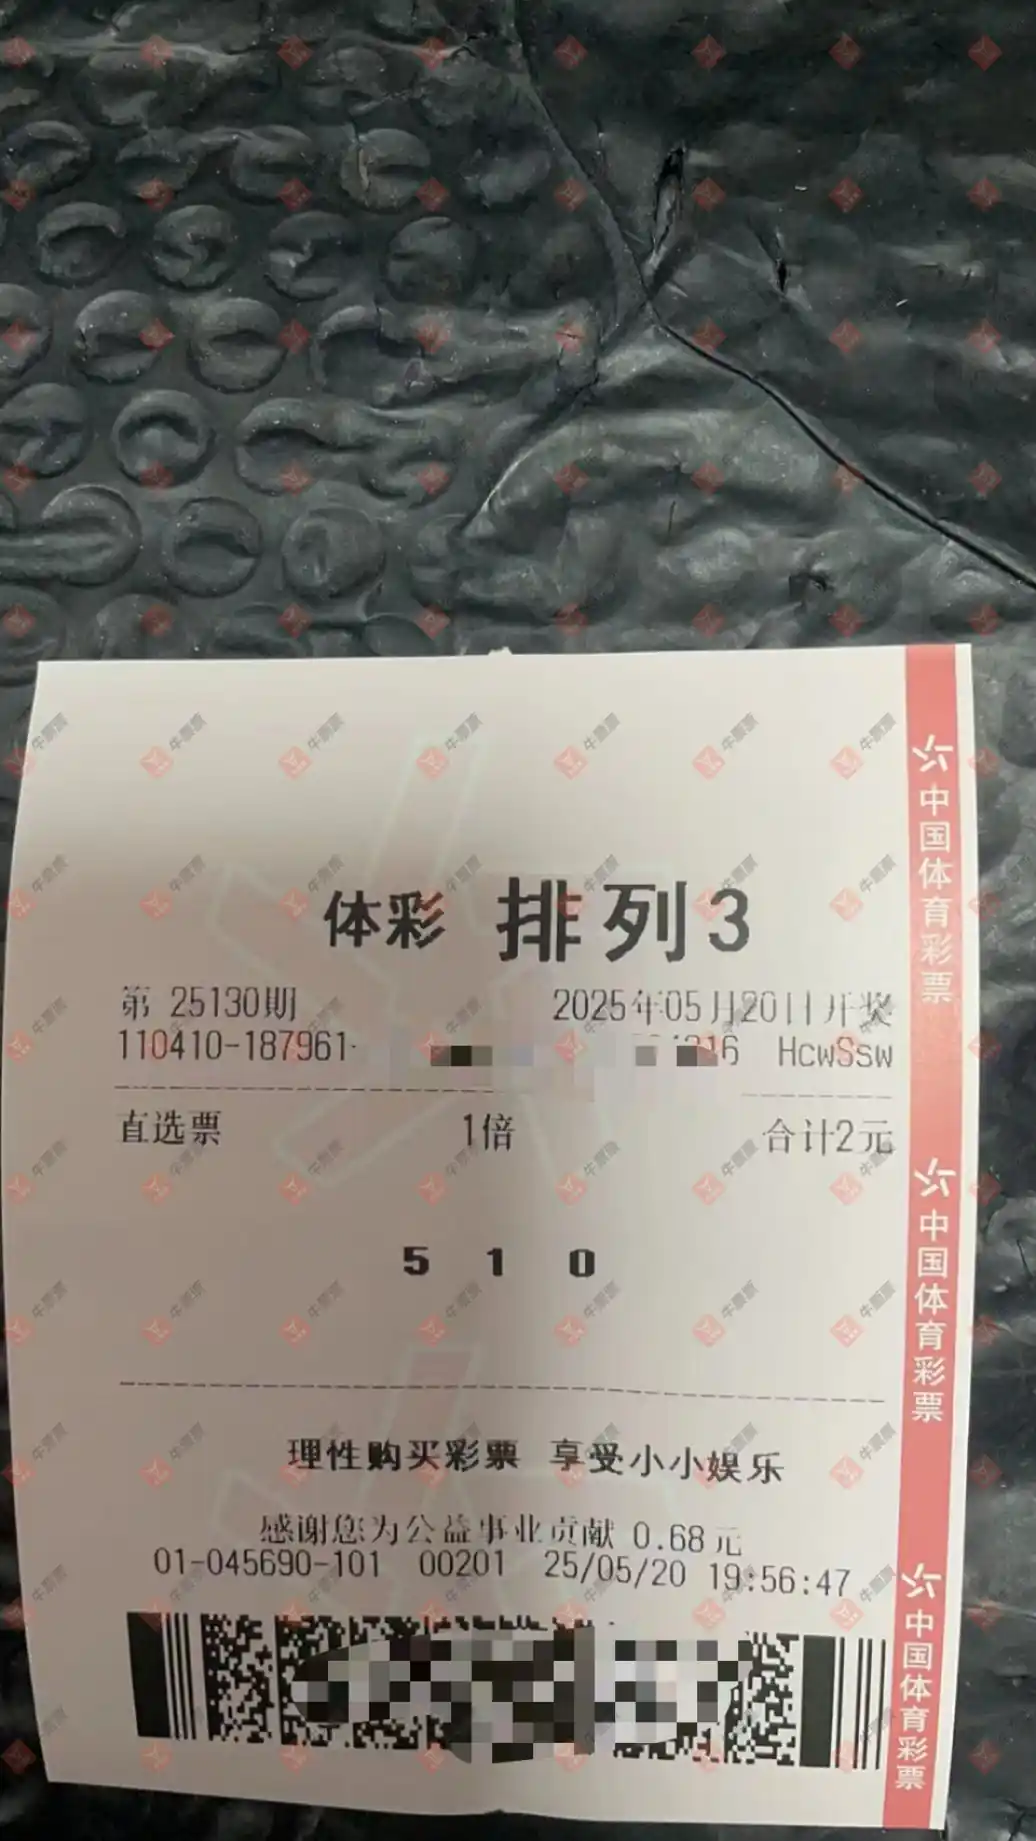 体彩 排列3
第 25130期 2025年05月20日开奖
110410-187961- 16 HcwSsw
直选票 1倍 合计2元
5 1 0
理性购买彩票 享受小小娱乐
感谢您为公益事业贡献 0.68元
01-045690-101 00201 25/05/20 19:56:47
中国体育彩票
中国体育彩票
中国体育彩票
牛票票